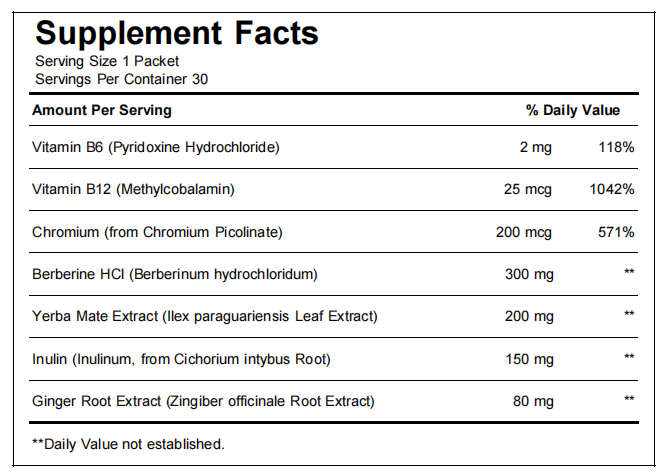 Supplement Facts
Serving Size 1 Packet
Servings Per Container 30
Amount Per Serving % Daily Value
Vitamin B6 (Pyridoxine Hydrochloride) 2 mg 118%
Vitamin B12 (Methylcobalamin) 25 mcg 1042%
Chromium (from Chromium Picolinate) 200 mcg 571%
Berberine HCl (Berberinum hydrochloridum) 300 mg **
Yerba Mate Extract (Ilex paraguariensis Leaf Extract) 200 mg **
Inulin (Inulinum, from Cichorium intybus Root) 150 mg **
Ginger Root Extract (Zingiber officinale Root Extract) 80 mg **
**Daily Value not established.